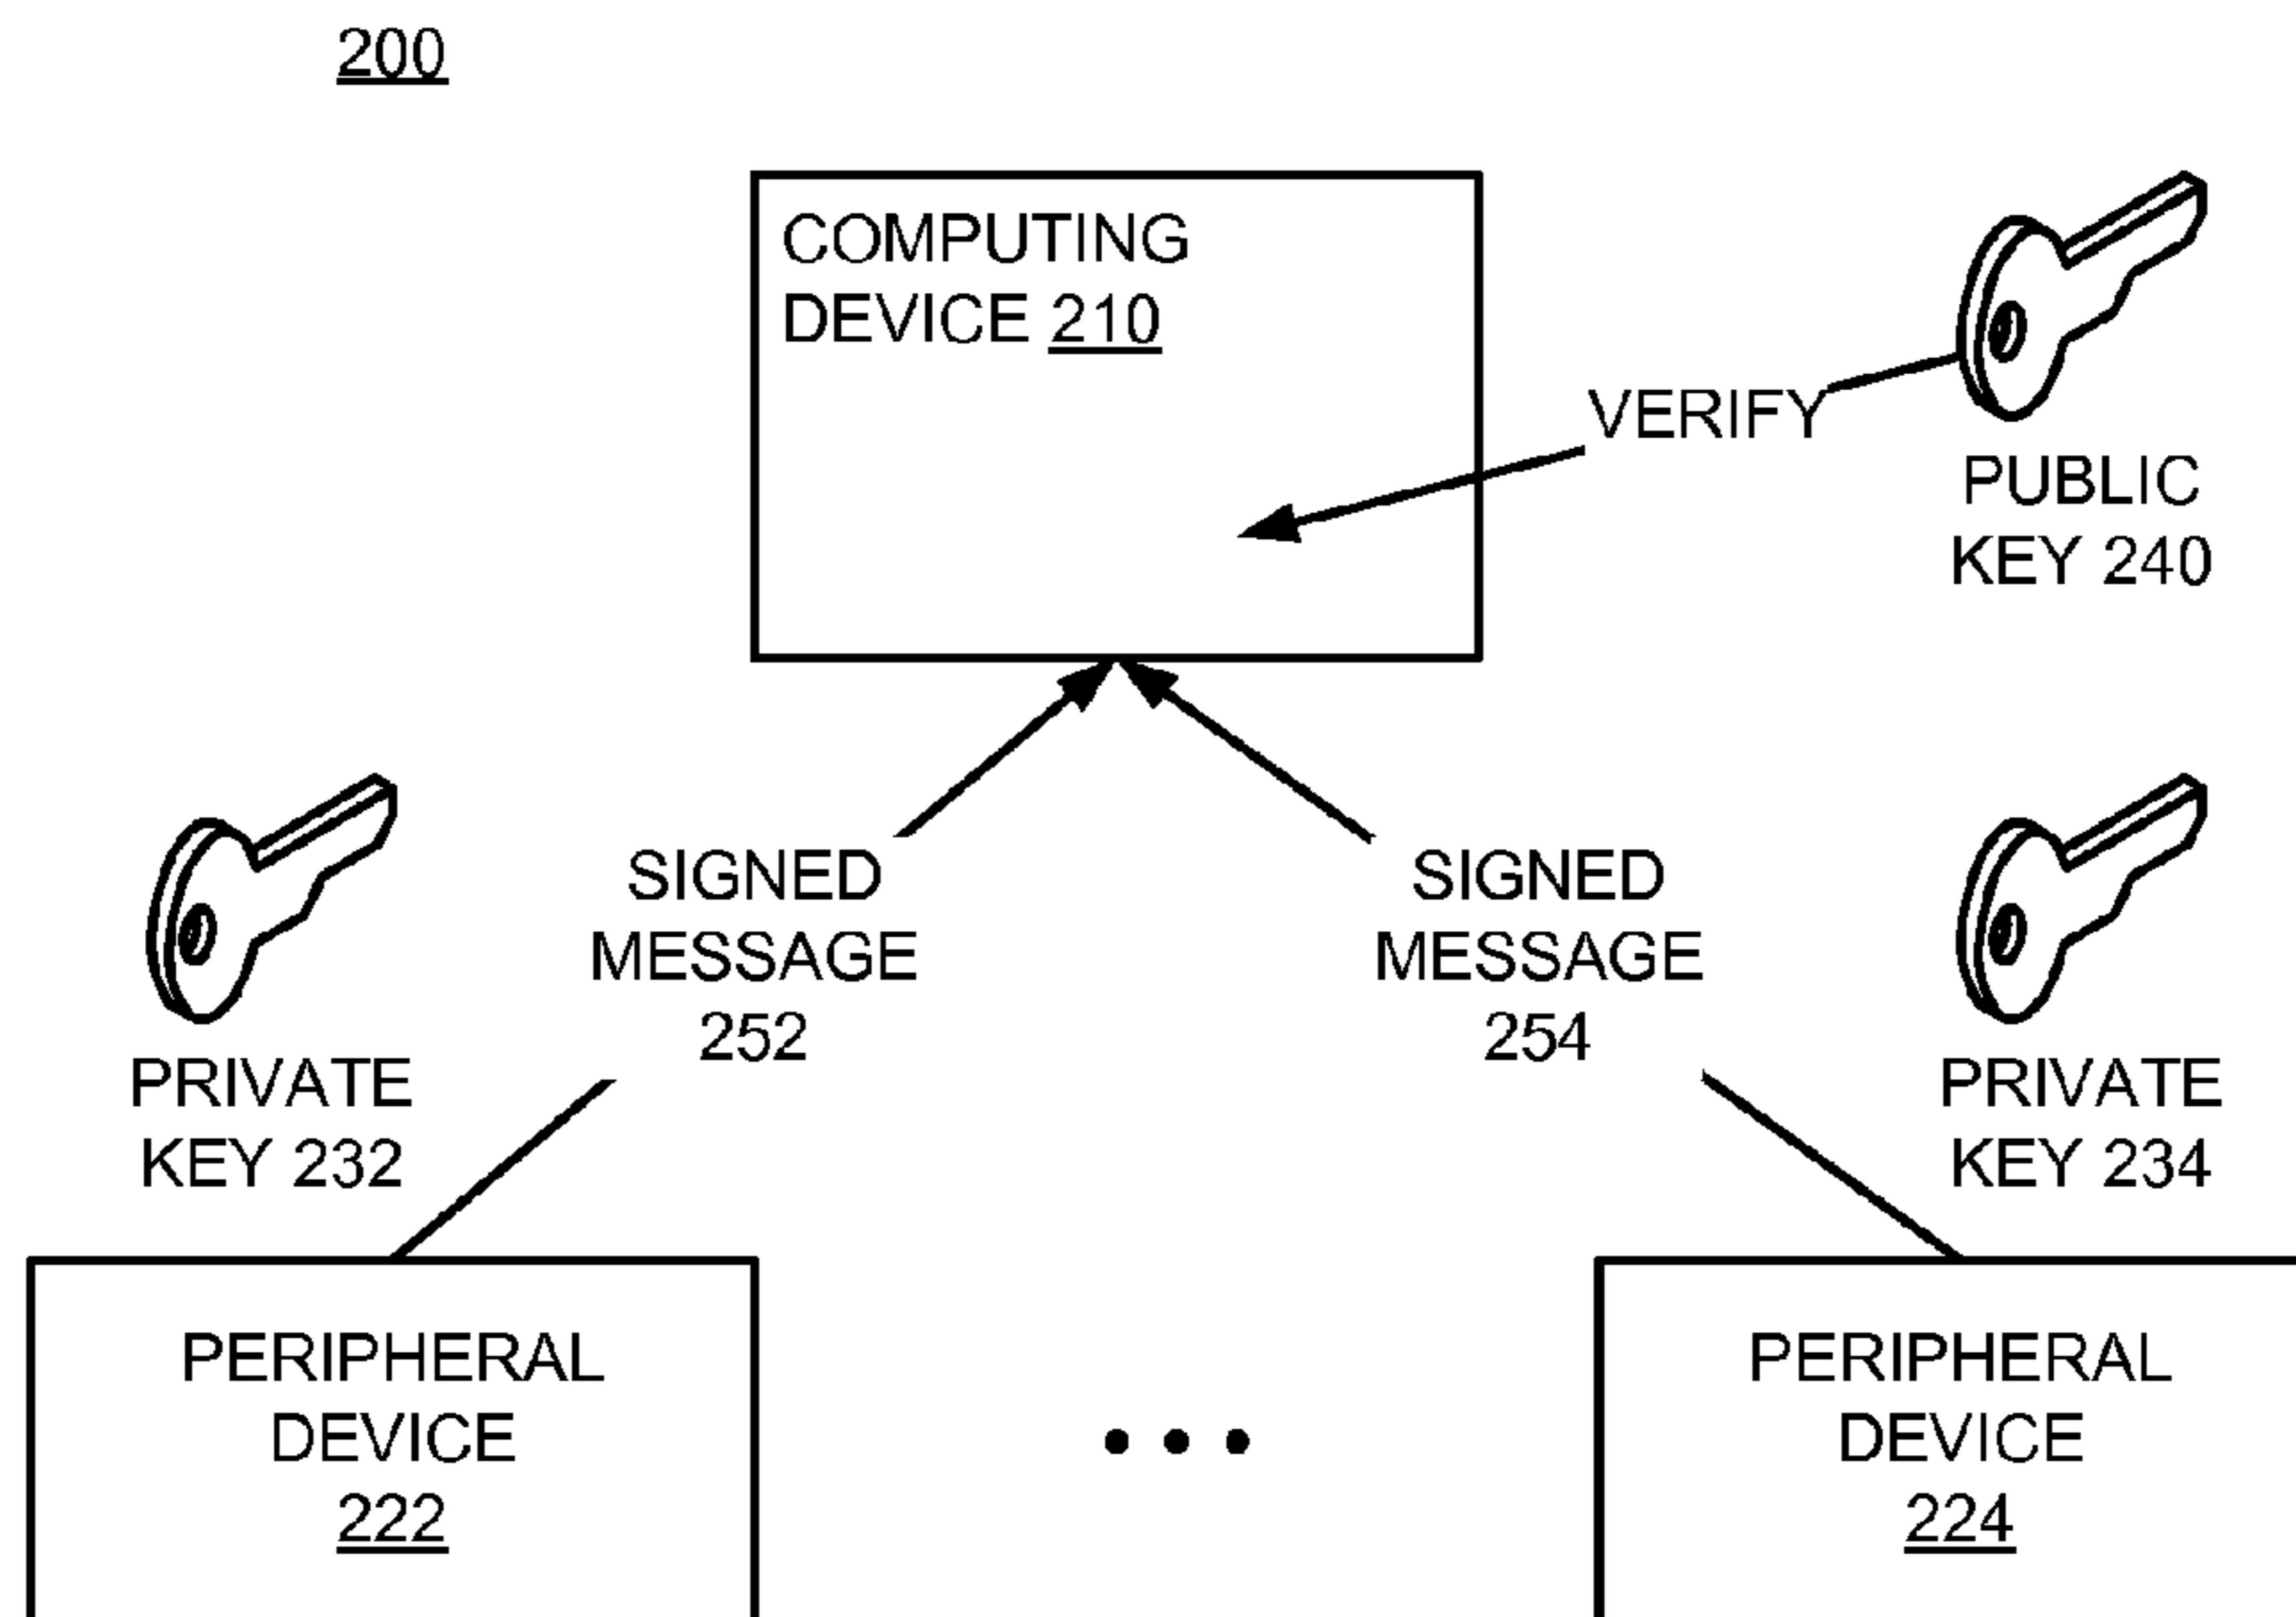 200
COMPUTING
DEVICE 210
VERIFY
PUBLIC
KEY 240
SIGNED
MESSAGE
252
SIGNED
MESSAGE
254
PRIVATE
KEY 232
PRIVATE
KEY 234
PERIPHERAL
DEVICE
222
• • •
PERIPHERAL
DEVICE
224